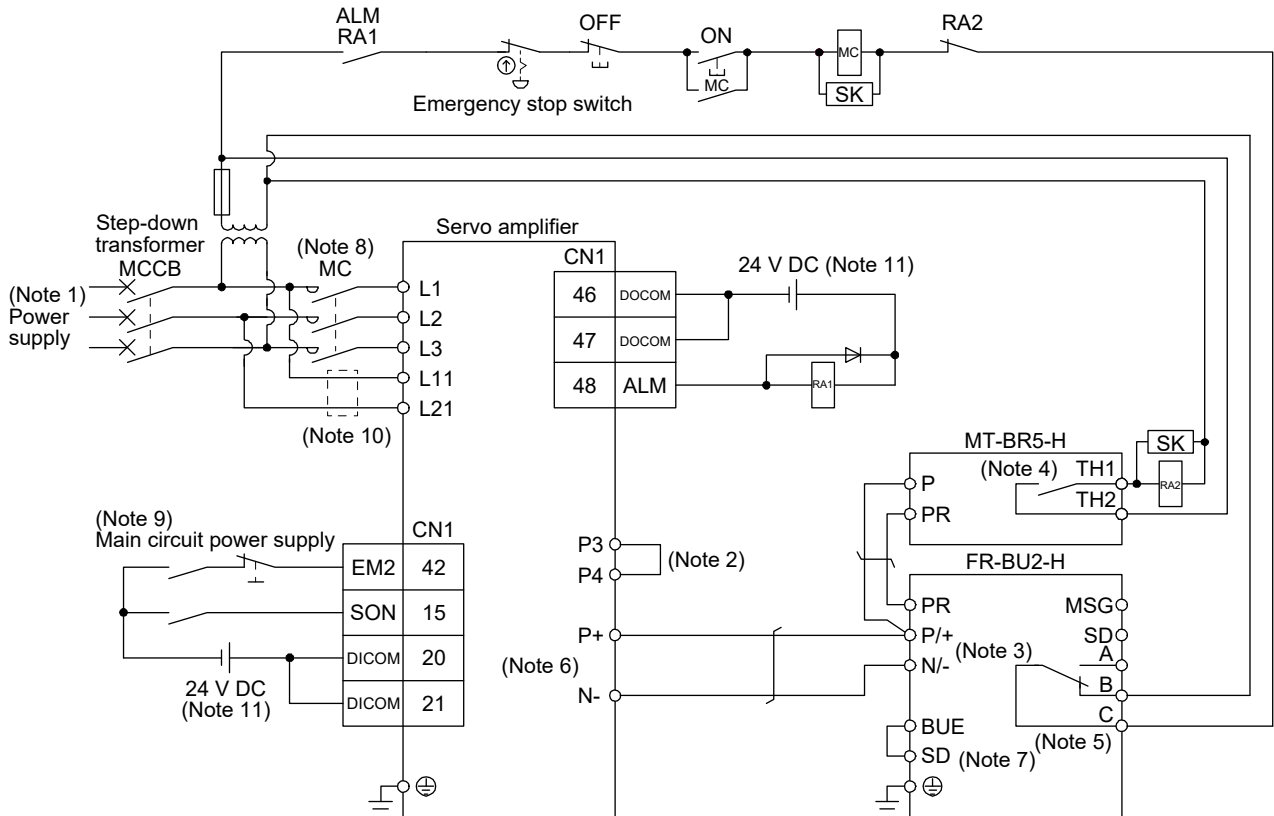 ALM
RA1
OFF
ON
RA2
MC
MC
SK
Emergency stop switch
Step-down
transformer
MCCB
(Note 8)
MC
Servo amplifier
CN1
24 V DC (Note 11)
(Note 1)
Power
supply
L1
L2
L3
L11
L21
46 DOCOM
47 DOCOM
48 ALM
RA1
(Note 10)
MT-BR5-H
SK
(Note 4) TH1
RA2
P
TH2
PR
(Note 9)
Main circuit power supply
CN1
EM2 42
SON 15
DICOM 20
DICOM 21
24 V DC
(Note 11)
P3
P4
(Note 2)
P+
(Note 6)
N-
FR-BU2-H
PR
MSG
P/+
SD
(Note 3)
A
N/-
B
C
BUE
(Note 5)
SD (Note 7)